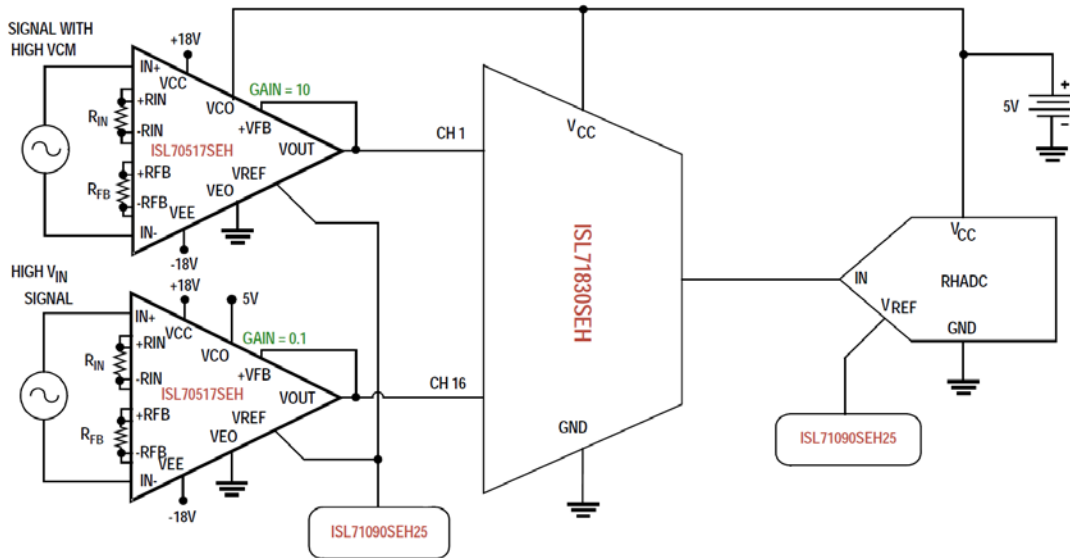 SIGNAL WITH
HIGH VCM
+18V
IN+
VCC
+RIN
RIN
-RIN
VCO
GAIN = 10
+VFB
ISL70517SEH
VOUT
+RFB
RFB
-RFB
VREF
VEO
VEE
IN-
-18V
CH 1
HIGH VIN
SIGNAL
+18V
5V
IN+
VCC
+RIN
RIN
-RIN
VCO
GAIN = 0.1
+VFB
ISL70517SEH
VOUT
+RFB
RFB
-RFB
VREF
VEO
VEE
IN-
-18V
CH 16
ISL71090SEH25
VCC
ISL71830SEH
GND
5V
+
–
VCC
IN
RHADC
VREF
GND
ISL71090SEH25